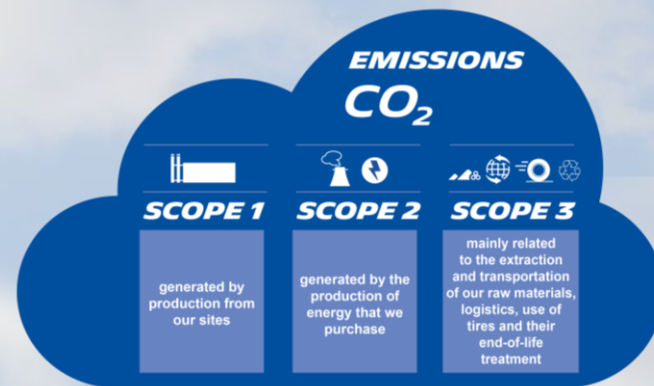 EMISSIONS
CO₂
SCOPE 1
generated by
production from
our sites
SCOPE 2
generated by the
production of
energy that we
purchase
SCOPE 3
mainly related
to the extraction
and transportation
of our raw materials,
logistics, use of
tires and their
end-of-life
treatment